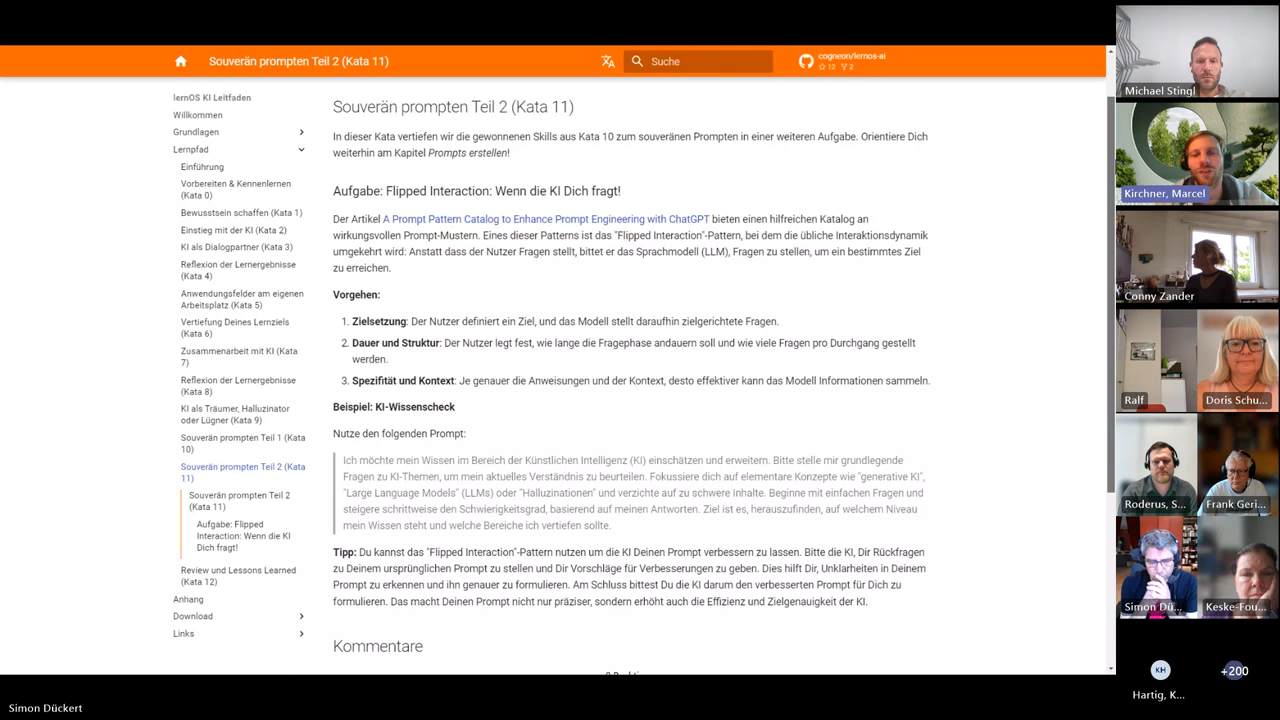 Souverän prompten Teil 2 (Kata 11)
Suche
cogneon/lernos-ai
12 2
lernOS KI Leitfaden
Willkommen
Grundlagen
Lernpfad
Einführung
Vorbereiten & Kennenlernen
(Kata 0)
Bewusstsein schaffen (Kata 1)
Einstieg mit der KI (Kata 2)
KI als Dialogpartner (Kata 3)
Reflexion der Lernergebnisse
(Kata 4)
Anwendungsfelder am eigenen
Arbeitsplatz (Kata 5)
Vertiefung Deines Lernziels
(Kata 6)
Zusammenarbeit mit KI (Kata
7)
Reflexion der Lernergebnisse
(Kata 8)
KI als Träumer, Halluzinator
oder Lügner (Kata 9)
Souverän prompten Teil 1 (Kata
10)
Souverän prompten Teil 2 (Kata
11)
Souverän prompten Teil 2
(Kata 11)
Aufgabe: Flipped
Interaction: Wenn die KI
Dich fragt!
Review und Lessons Learned
(Kata 12)
Anhang
Download
Links
Souverän prompten Teil 2 (Kata 11)
In dieser Kata vertiefen wir die gewonnenen Skills aus Kata 10 zum souveränen Prompten in einer weiteren Aufgabe. Orientiere Dich
weiterhin am Kapitel Prompts erstellen!
Aufgabe: Flipped Interaction: Wenn die KI Dich fragt!
Der Artikel A Prompt Pattern Catalog to Enhance Prompt Engineering with ChatGPT bieten einen hilfreichen Katalog an
wirkungsvollen Prompt-Mustern. Eines dieser Patterns ist das "Flipped Interaction"-Pattern, bei dem die übliche Interaktionsdynamik
umgekehrt wird: Anstatt dass der Nutzer Fragen stellt, bittet er das Sprachmodell (LLM), Fragen zu stellen, um ein bestimmtes Ziel
zu erreichen.
Vorgehen:
1. Zielsetzung: Der Nutzer definiert ein Ziel, und das Modell stellt daraufhin zielgerichtete Fragen.
2. Dauer und Struktur: Der Nutzer legt fest, wie lange die Fragephase andauern soll und wie viele Fragen pro Durchgang gestellt
werden.
3. Spezifität und Kontext: Je genauer die Anweisungen und der Kontext, desto effektiver kann das Modell Informationen sammeln.
Beispiel: KI-Wissenscheck
Nutze den folgenden Prompt:
Ich möchte mein Wissen im Bereich der Künstlichen Intelligenz (KI) einschätzen und erweitern. Bitte stelle mir grundlegende
Fragen zu KI-Themen, um mein aktuelles Verständnis zu beurteilen. Fokussiere dich auf elementare Konzepte wie "generative KI",
"Large Language Models" (LLMs) oder "Halluzinationen" und verzichte auf zu schwere Inhalte. Beginne mit einfachen Fragen und
steigere schrittweise den Schwierigkeitsgrad, basierend auf meinen Antworten. Ziel ist es, herauszufinden, auf welchem Niveau
mein Wissen steht und welche Bereiche ich vertiefen sollte.
Tipp: Du kannst das "Flipped Interaction"-Pattern nutzen um die KI Deinen Prompt verbessern zu lassen. Bitte die KI, Dir Rückfragen
zu Deinem ursprünglichen Prompt zu stellen und Dir Vorschläge für Verbesserungen zu geben. Dies hilft Dir, Unklarheiten in Deinem
Prompt zu erkennen und ihn genauer zu formulieren. Am Schluss bittest Du die KI darum den verbesserten Prompt für Dich zu
formulieren. Das macht Deinen Prompt nicht nur präziser, sondern erhöht auch die Effizienz und Zielgenauigkeit der KI.
Kommentare
Michael Stingl
Kirchner, Marcel
Conny Zander
Ralf
Doris Schu...
Roderus, S...
Frank Geri...
Simon Dü...
Keske-Fou...
KH
+200
Hartig, K...
Simon Dückert